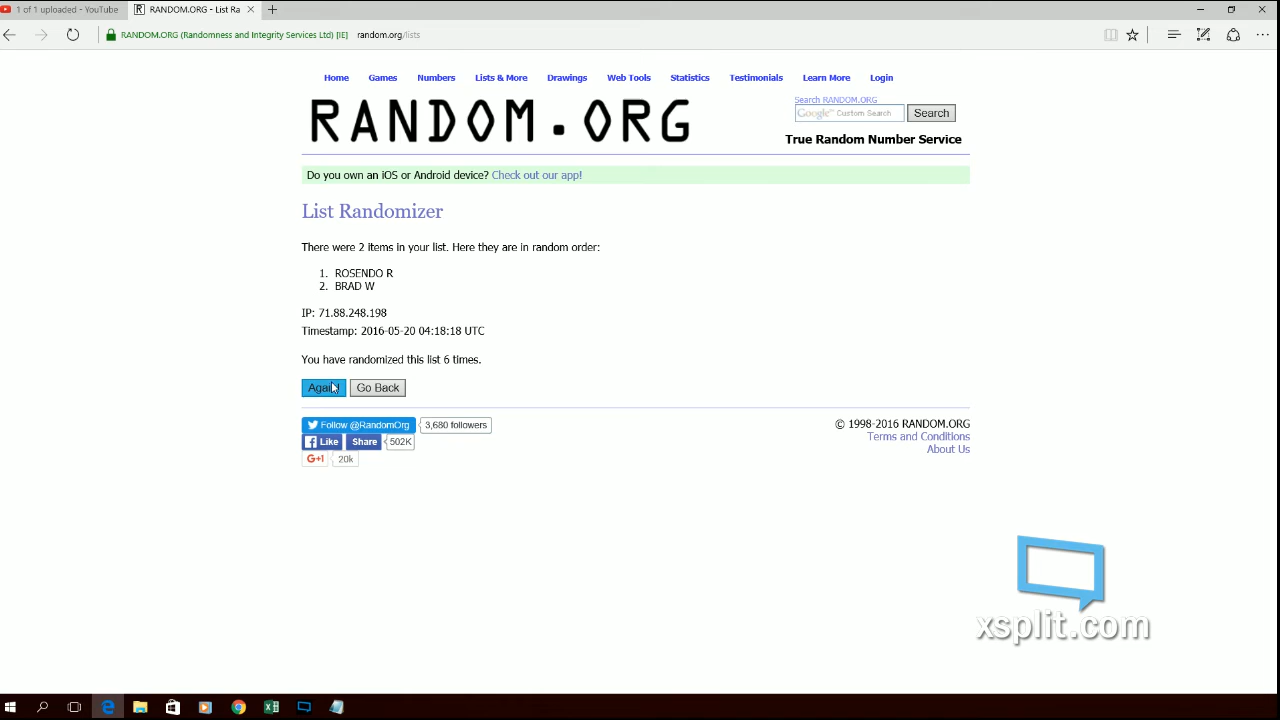 1 of 1 uploaded - YouTube
RANDOM.ORG - List Ra
RANDOM.ORG (Randomness and Integrity Services Ltd) [IE]
random.org/lists
Home Games Numbers Lists & More Drawings Web Tools Statistics Testimonials Learn More Login
RANDOM.ORG
Search RANDOM.ORG
Google™ Custom Search
Search
True Random Number Service
Do you own an iOS or Android device? Check out our app!
List Randomizer
There were 2 items in your list. Here they are in random order:
1. ROSENDO R
2. BRAD W
IP: 71.88.248.198
Timestamp: 2016-05-20 04:18:18 UTC
You have randomized this list 6 times.
Again! Go Back
Follow @RandomOrg 3,680 followers
Like Share 502K
G+1 20k
© 1998-2016 RANDOM.ORG
Terms and Conditions
About Us
xsplit.com